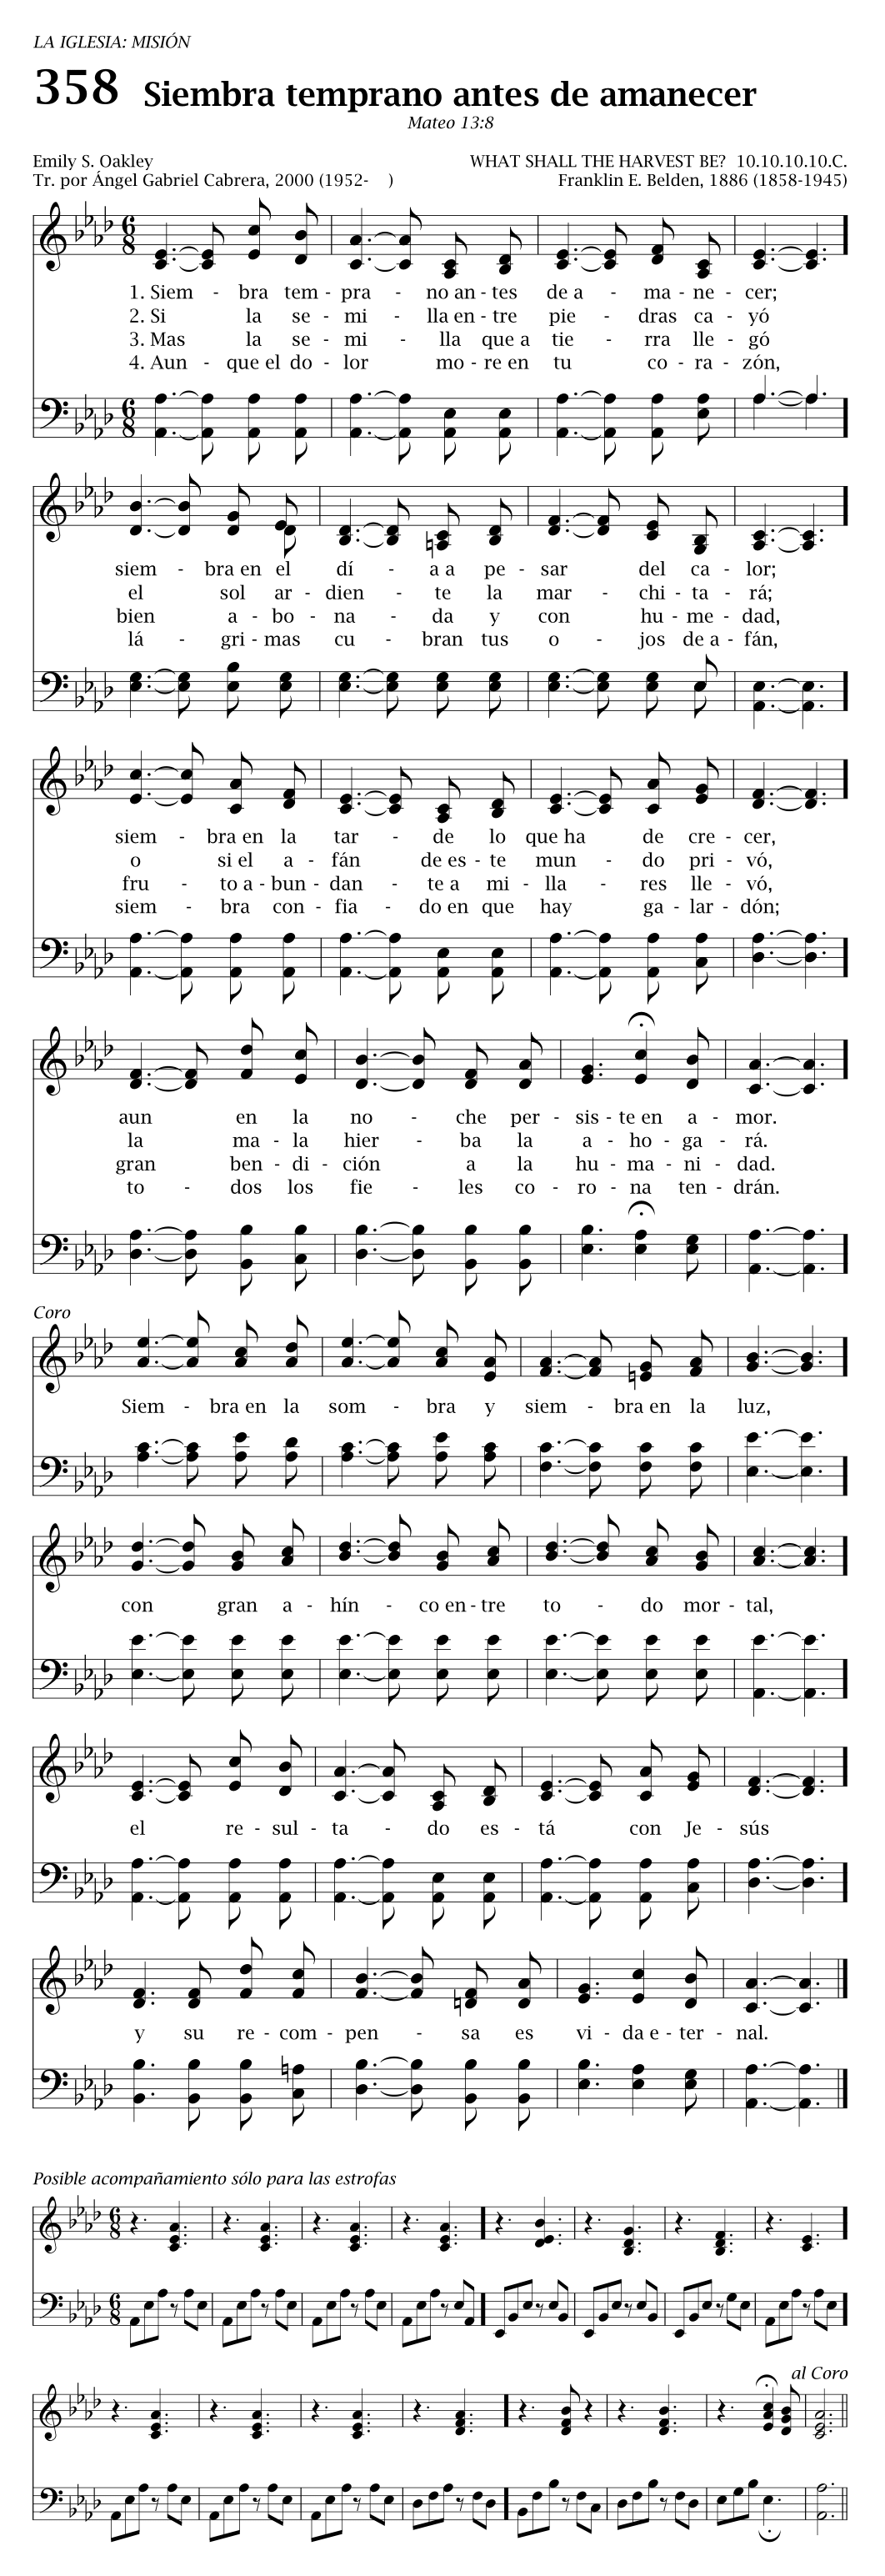 LA IGLESIA: MISIÓN
358 Siembra temprano antes de amanecer
Mateo 13:8
Emily S. Oakley WHAT SHALL THE HARVEST BE? 10.10.10.10.C.
Tr. por Ángel Gabriel Cabrera, 2000 (1952- ) Franklin E. Belden, 1886 (1858-1945)
6 8
1. Siem - bra tem - pra - no an - tes de a - ma - ne - cer;
2. Si la se - mi - lla en - tre pie - dras ca - yó
3. Mas la se - mi - lla que a tie - rra lle - gó
4. Aun - que el do - lor mo - re en tu co - ra - zón,
6 8
siem - bra en el dí - a a pe - sar del ca - lor;
el sol ar - dien - te la mar - chi - ta - rá;
bien a - bo - na - da y con hu - me - dad,
lá - gri - mas cu - bran tus o - jos de a - fán,
siem - bra en la tar - de lo que ha de cre - cer,
o si el a - fán de es - te mun - do pri - vó,
fru - to a - bun - dan - te a mi - lla - res lle - vó,
siem - bra con - fia - do en que hay ga - lar - dón;
aun en la no - che per - sis - te en a - mor.
la ma - la hier - ba la a - ho - ga - rá.
gran ben - di - ción a la hu - ma - ni - dad.
to - dos los fie - les co - ro - na ten - drán.
Coro
Siem - bra en la som - bra y siem - bra en la luz,
con gran a - hín - co en - tre to - do mor - tal,
el re - sul - ta - do es - tá con Je - sús
y su re - com - pen - sa es vi - da e - ter - nal.
Posible acompañamiento sólo para las estrofas
6 8
6 8
al Coro